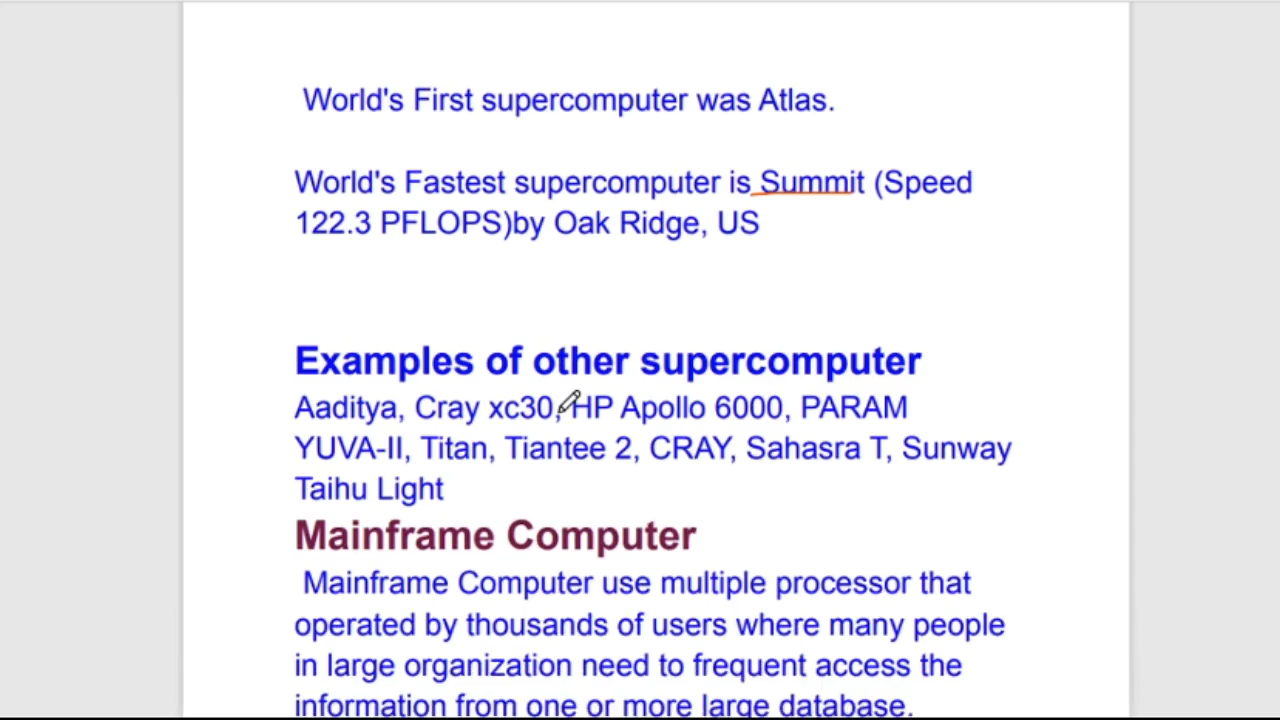 World's First supercomputer was Atlas.
World's Fastest supercomputer is Summit (Speed
122.3 PFLOPS)by Oak Ridge, US
Examples of other supercomputer
Aaditya, Cray xc30, HP Apollo 6000, PARAM
YUVA-II, Titan, Tiantee 2, CRAY, Sahasra T, Sunway
Taihu Light
Mainframe Computer
Mainframe Computer use multiple processor that
operated by thousands of users where many people
in large organization need to frequent access the
information from one or more large database.